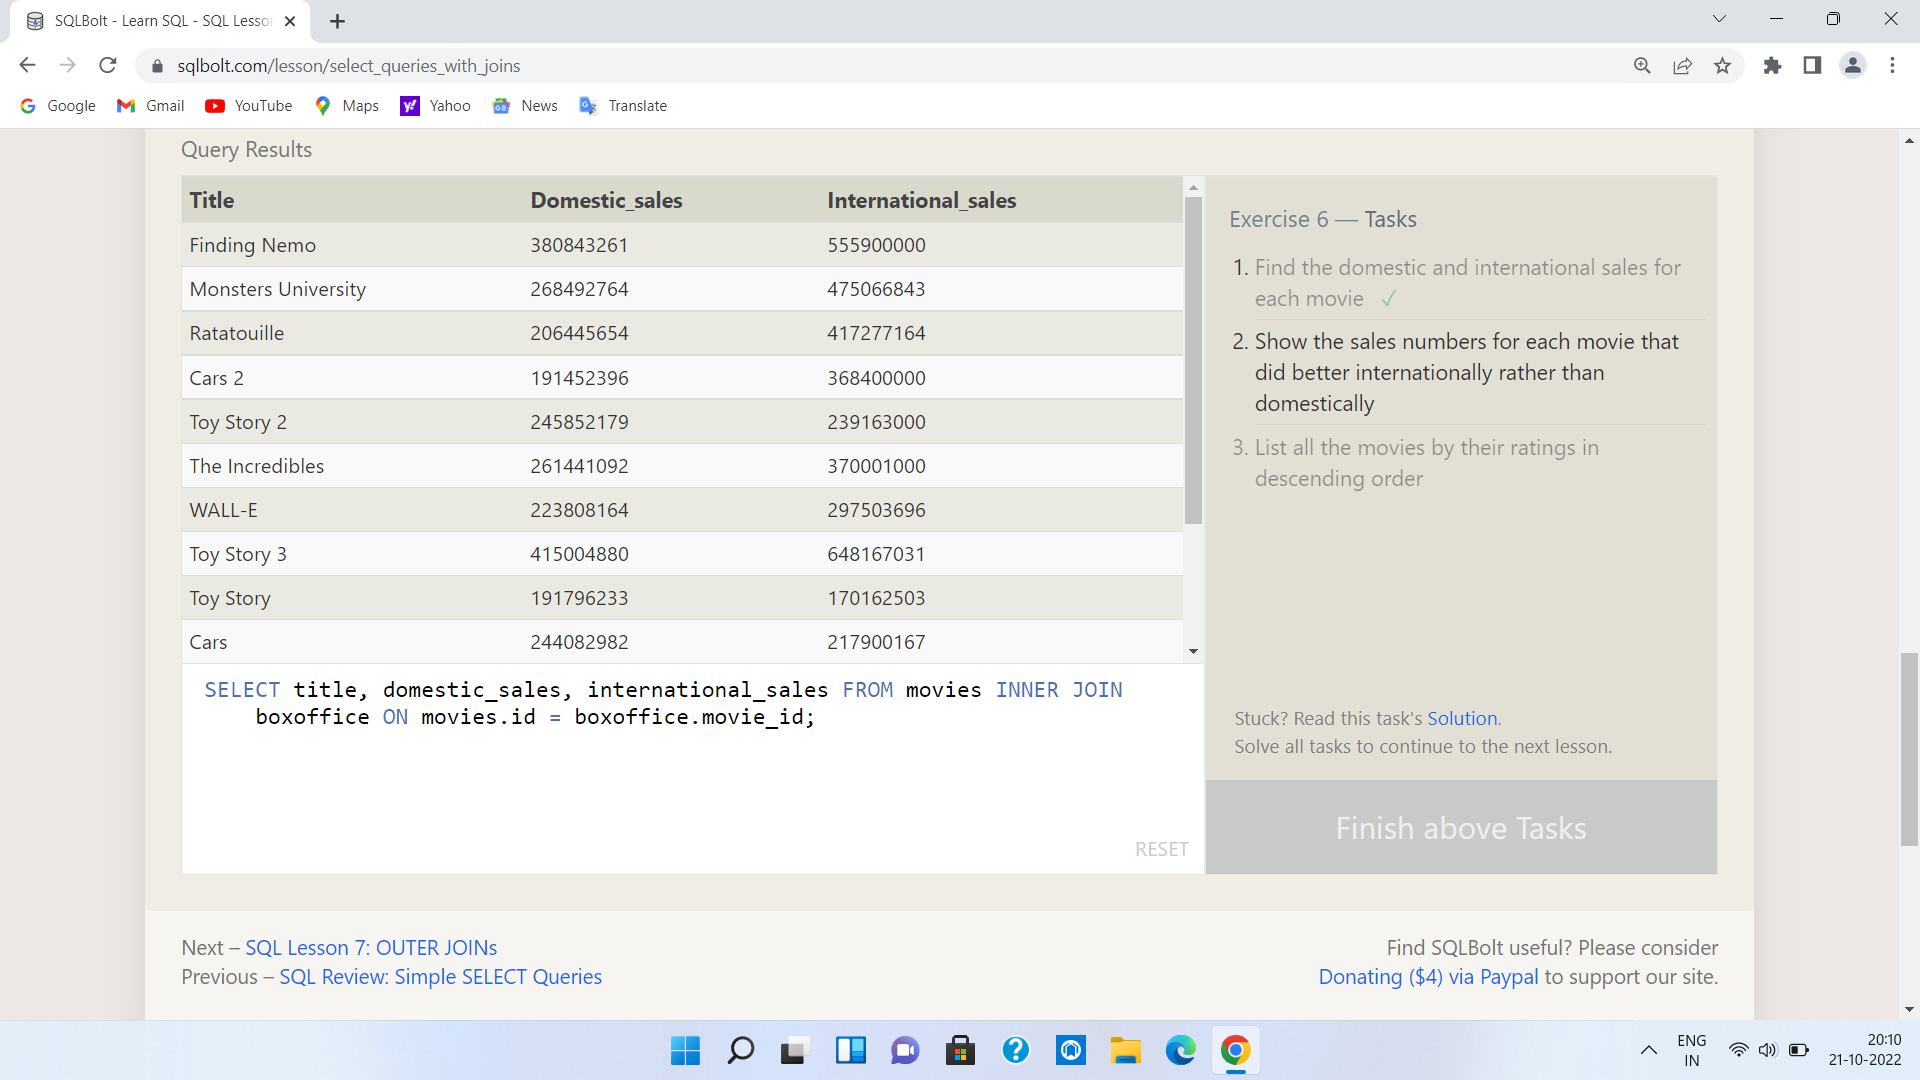 SQLBolt - Learn SQL - SQL Lesso
sqlbolt.com/lesson/select_queries_with_joins
Google Gmail YouTube Maps Yahoo News Translate
Query Results
Title Domestic_sales International_sales
Finding Nemo 380843261 555900000
Monsters University 268492764 475066843
Ratatouille 206445654 417277164
Cars 2 191452396 368400000
Toy Story 2 245852179 239163000
The Incredibles 261441092 370001000
WALL-E 223808164 297503696
Toy Story 3 415004880 648167031
Toy Story 191796233 170162503
Cars 244082982 217900167
SELECT title, domestic_sales, international_sales FROM movies INNER JOIN
boxoffice ON movies.id = boxoffice.movie_id;
RESET
Exercise 6 — Tasks
1. Find the domestic and international sales for
each movie ✓
2. Show the sales numbers for each movie that
did better internationally rather than
domestically
3. List all the movies by their ratings in
descending order
Stuck? Read this task's Solution.
Solve all tasks to continue to the next lesson.
Finish above Tasks
Next – SQL Lesson 7: OUTER JOINs
Previous – SQL Review: Simple SELECT Queries
Find SQLBolt useful? Please consider
Donating ($4) via Paypal to support our site.
ENG
IN
20:10
21-10-2022